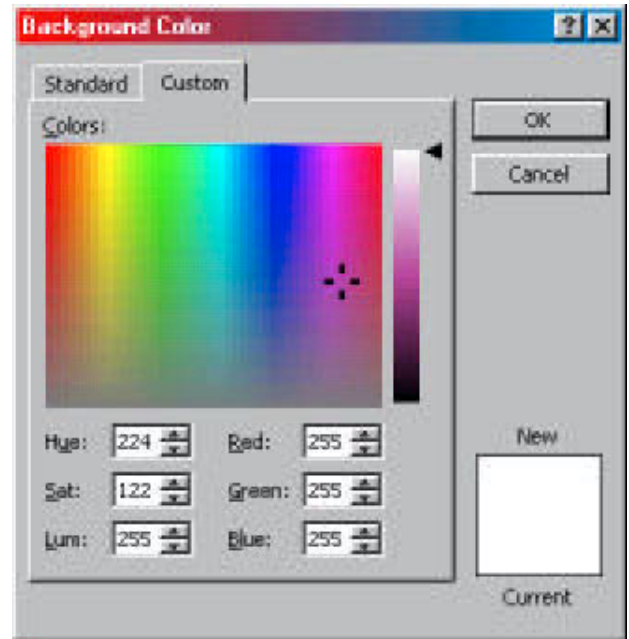 Background Color ? ×
Standard Custom
Colors:
OK
Cancel
Hue: 224 Red: 255
Sat: 122 Green: 255
Lum: 255 Blue: 255
New
Current